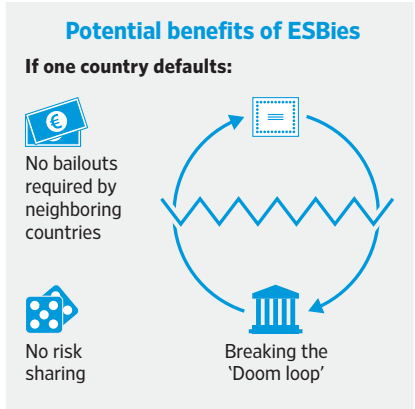 Potential benefits of ESBies
If one country defaults:
€
No bailouts
required by
neighboring
countries
No risk
sharing
Breaking the
‘Doom loop’